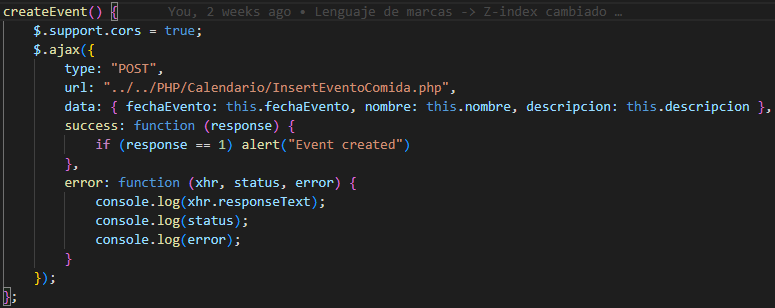 createEvent() {    You, 2 weeks ago • Lenguaje de marcas -> Z-index cambiado …
    $.support.cors = true;
    $.ajax({
        type: "POST",
        url: "../../PHP/Calendario/InsertEventoComida.php",
        data: { fechaEvento: this.fechaEvento, nombre: this.nombre, descripcion: this.descripcion },
        success: function (response) {
            if (response == 1) alert("Event created")
        },
        error: function (xhr, status, error) {
            console.log(xhr.responseText);
            console.log(status);
            console.log(error);
        }
    });
};